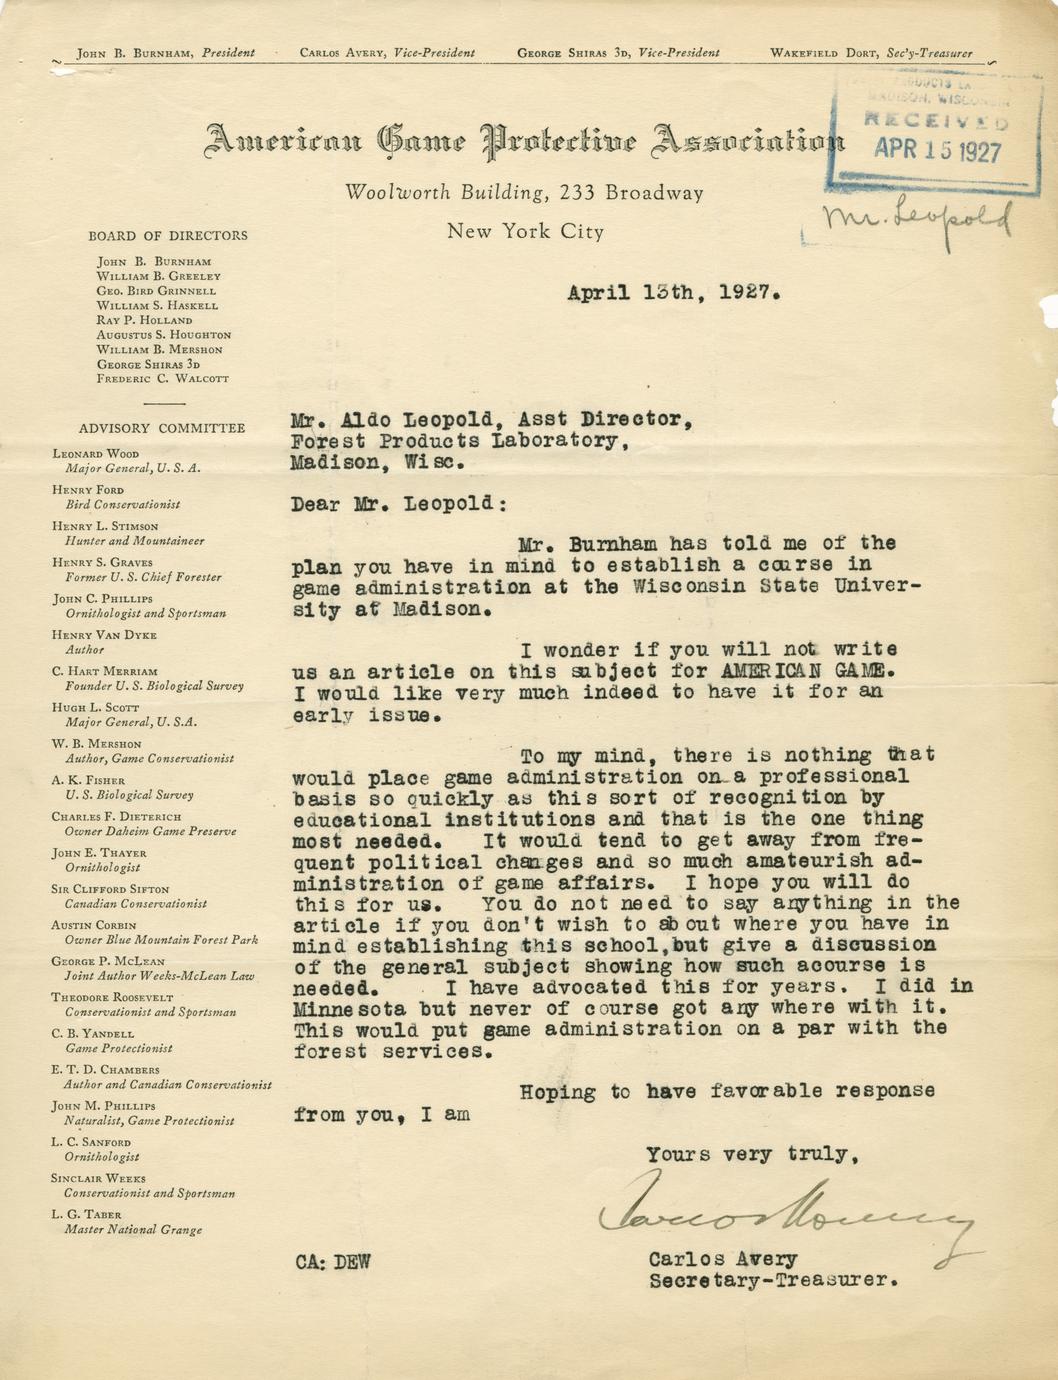 JOHN B. BURNHAM, President CARLOS AVERY, Vice-President GEORGE SHIRAS 3D, Vice-President WAKEFIELD DORT, Sec'y-Treasurer
MADISON, WISCONSIN
RECEIVED
APR 15 1927
Mr. Leopold
American Game Protective Association
Woolworth Building, 233 Broadway
New York City
BOARD OF DIRECTORS
JOHN B. BURNHAM
WILLIAM B. GREELEY
GEO. BIRD GRINNELL
WILLIAM S. HASKELL
RAY P. HOLLAND
AUGUSTUS S. HOUGHTON
WILLIAM B. MERSHON
GEORGE SHIRAS 3D
FREDERIC C. WALCOTT
ADVISORY COMMITTEE
LEONARD WOOD
Major General, U. S. A.
HENRY FORD
Bird Conservationist
HENRY L. STIMSON
Hunter and Mountaineer
HENRY S. GRAVES
Former U. S. Chief Forester
JOHN C. PHILLIPS
Ornithologist and Sportsman
HENRY VAN DYKE
Author
C. HART MERRIAM
Founder U. S. Biological Survey
HUGH L. SCOTT
Major General, U.S.A.
W. B. MERSHON
Author, Game Conservationist
A. K. FISHER
U. S. Biological Survey
CHARLES F. DIETERICH
Owner Daheim Game Preserve
JOHN E. THAYER
Ornithologist
SIR CLIFFORD SIFTON
Canadian Conservationist
AUSTIN CORBIN
Owner Blue Mountain Forest Park
GEORGE P. MCLEAN
Joint Author Weeks-McLean Law
THEODORE ROOSEVELT
Conservationist and Sportsman
C. B. YANDELL
Game Protectionist
E. T. D. CHAMBERS
Author and Canadian Conservationist
JOHN M. PHILLIPS
Naturalist, Game Protectionist
L. C. SANFORD
Ornithologist
SINCLAIR WEEKS
Conservationist and Sportsman
L. G. TABER
Master National Grange
April 13th, 1927.
Mr. Aldo Leopold, Asst Director,
Forest Products Laboratory,
Madison, Wisc.
Dear Mr. Leopold:
Mr. Burnham has told me of the
plan you have in mind to establish a course in
game administration at the Wisconsin State Univer-
sity at Madison.
I wonder if you will not write
us an article on this subject for AMERICAN GAME.
I would like very much indeed to have it for an
early issue.
To my mind, there is nothing that
would place game administration on a professional
basis so quickly as this sort of recognition by
educational institutions and that is the one thing
most needed. It would tend to get away from fre-
quent political changes and so much amateurish ad-
ministration of game affairs. I hope you will do
this for us. You do not need to say anything in the
article if you don't wish to about where you have in
mind establishing this school,but give a discussion
of the general subject showing how such acourse is
needed. I have advocated this for years. I did in
Minnesota but never of course got any where with it.
This would put game administration on a par with the
forest services.
Hoping to have favorable response
from you, I am
Yours very truly,
CA: DEW
Carlos Avery
Secretary-Treasurer.